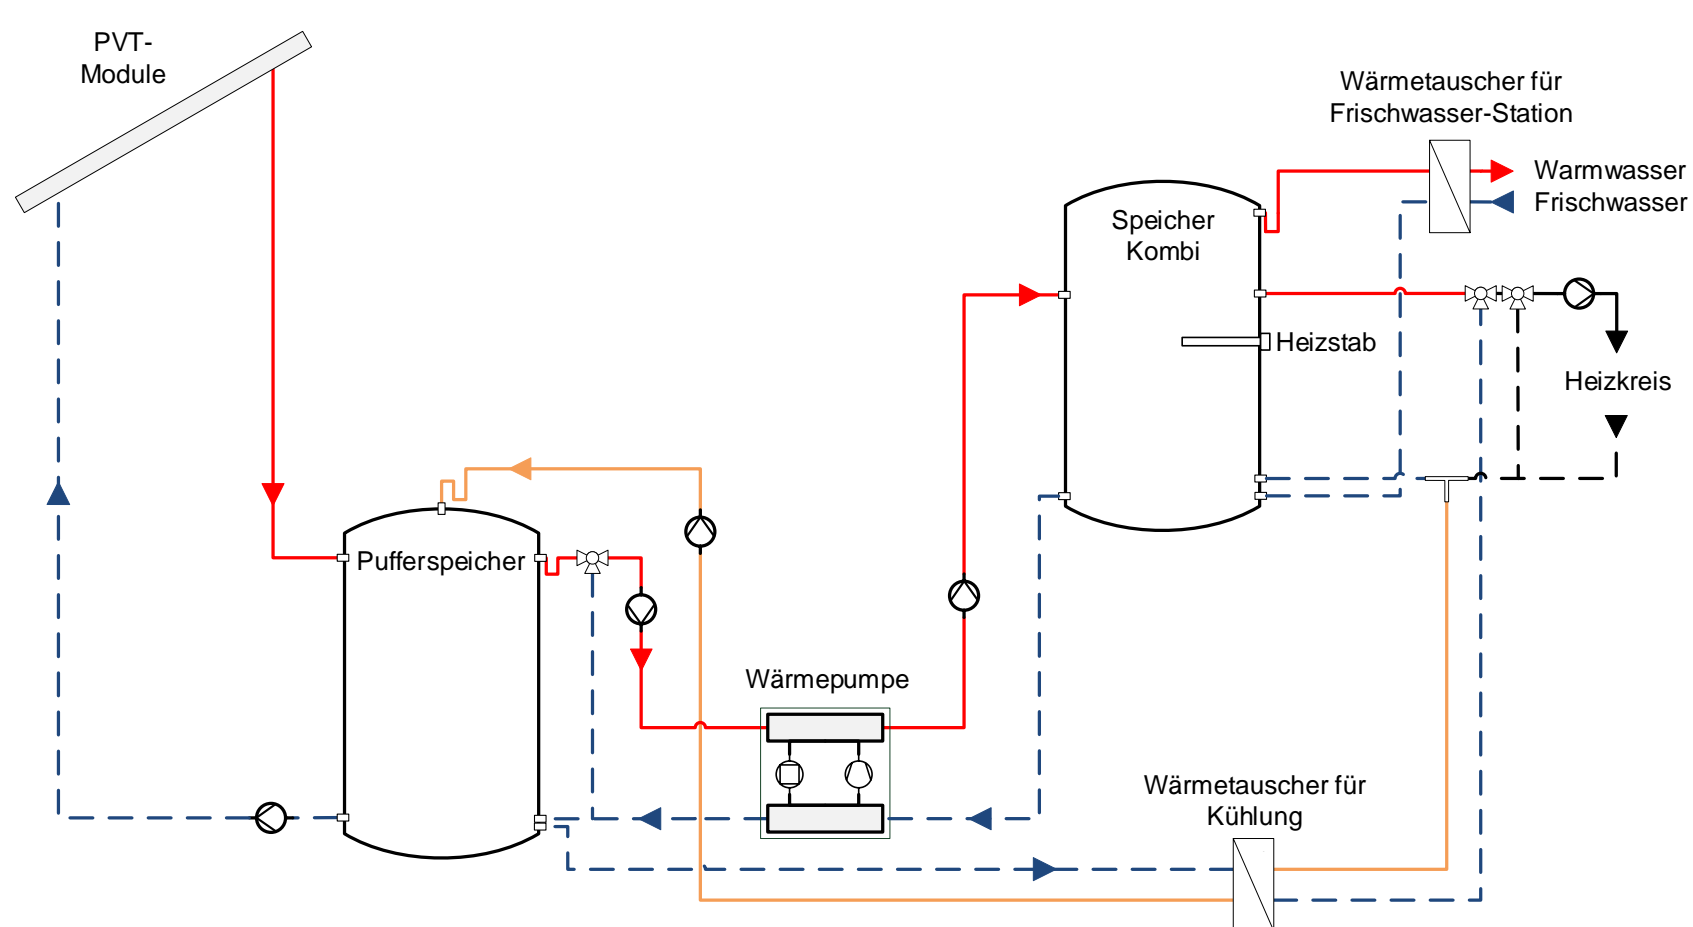 PVT-
Module
Wärmetauscher für
Frischwasser-Station
Warmwasser
Frischwasser
Speicher
Kombi
Heizstab
Heizkreis
Pufferspeicher
Wärmepumpe
Wärmetauscher für
Kühlung